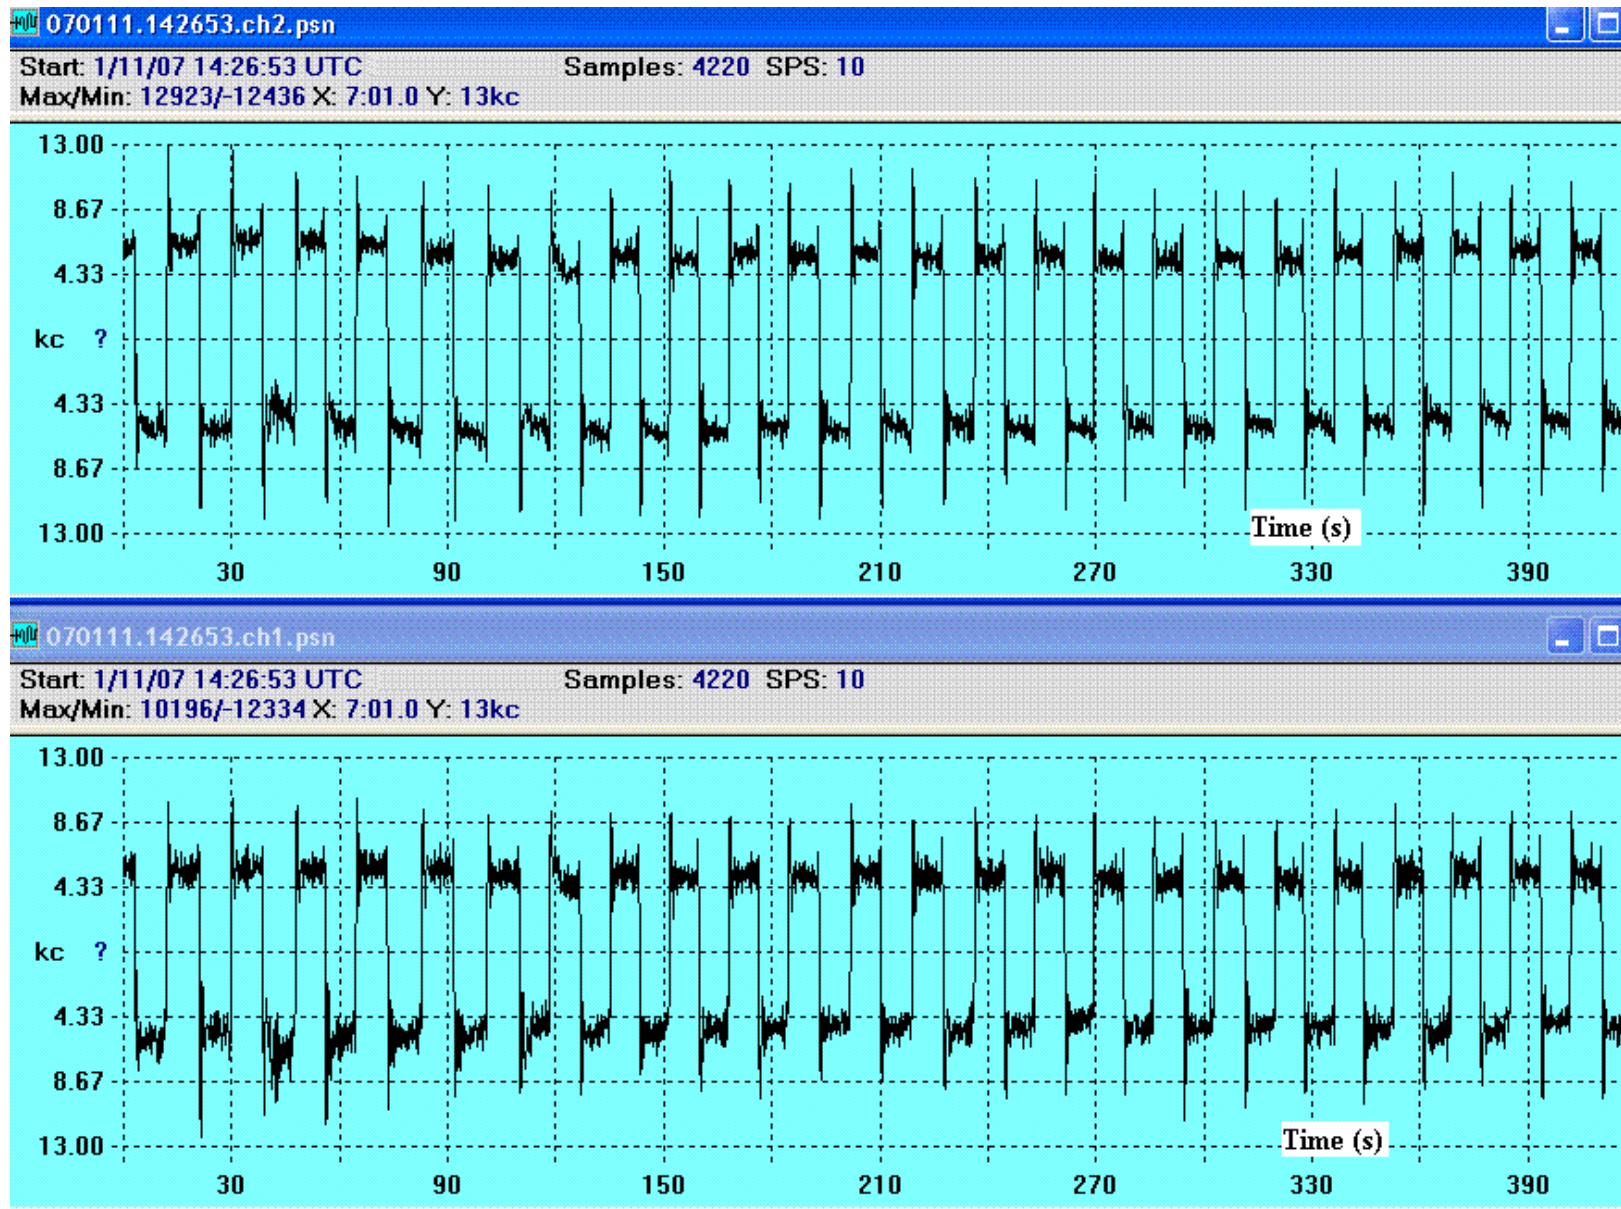 070111.142653.ch2.psn
Start: 1/11/07 14:26:53 UTC Samples: 4220 SPS: 10
Max/Min: 12923/-12436 X: 7:01.0 Y: 13kc
13.00
8.67
4.33
kc ?
4.33
8.67
13.00
Time (s)
30 90 150 210 270 330 390
070111.142653.ch1.psn
Start: 1/11/07 14:26:53 UTC Samples: 4220 SPS: 10
Max/Min: 10196/-12334 X: 7:01.0 Y: 13kc
13.00
8.67
4.33
kc ?
4.33
8.67
13.00
Time (s)
30 90 150 210 270 330 390